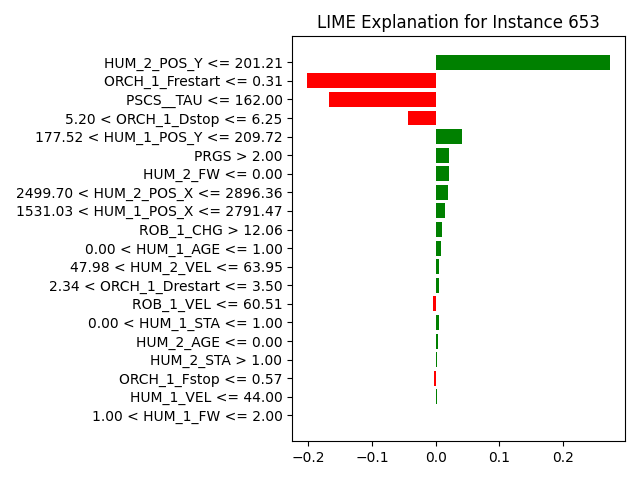 LIME Explanation for Instance 653
HUM_2_POS_Y <= 201.21
ORCH_1_Frestart <= 0.31
PSCS__TAU <= 162.00
5.20 < ORCH_1_Dstop <= 6.25
177.52 < HUM_1_POS_Y <= 209.72
PRGS > 2.00
HUM_2_FW <= 0.00
2499.70 < HUM_2_POS_X <= 2896.36
1531.03 < HUM_1_POS_X <= 2791.47
ROB_1_CHG > 12.06
0.00 < HUM_1_AGE <= 1.00
47.98 < HUM_2_VEL <= 63.95
2.34 < ORCH_1_Drestart <= 3.50
ROB_1_VEL <= 60.51
0.00 < HUM_1_STA <= 1.00
HUM_2_AGE <= 0.00
HUM_2_STA > 1.00
ORCH_1_Fstop <= 0.57
HUM_1_VEL <= 44.00
1.00 < HUM_1_FW <= 2.00
−0.2 −0.1 0.0 0.1 0.2